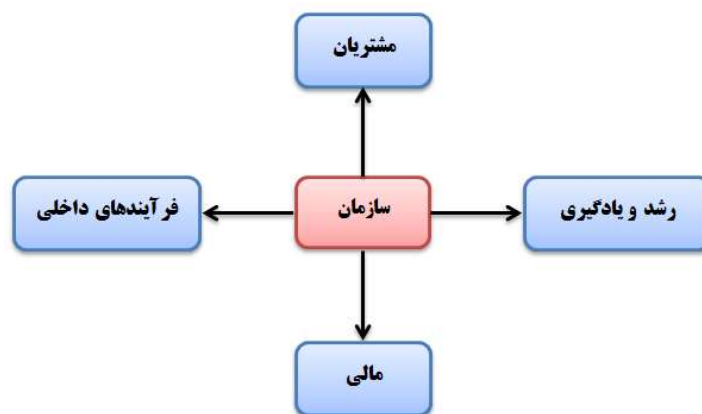 مشتریان
رشد و یادگیری
سازمان
فرآیندهای داخلی
مالی